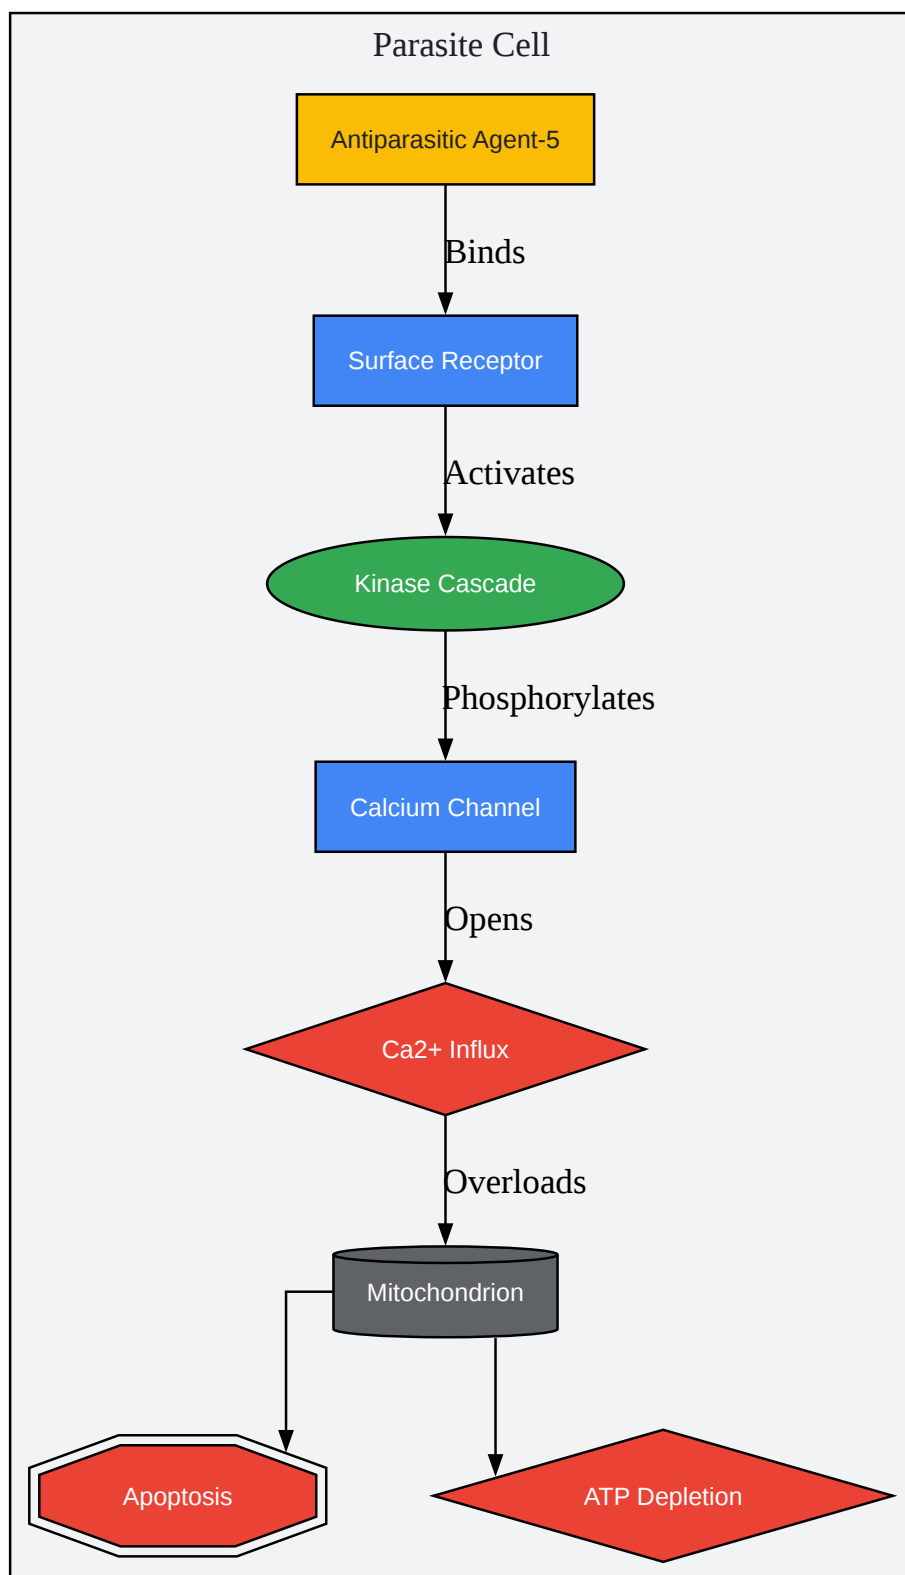 Parasite Cell
Antiparasitic Agent-5
Binds
Surface Receptor
Activates
Kinase Cascade
Phosphorylates
Calcium Channel
Opens
Ca2+ Influx
Overloads
Mitochondrion
Apoptosis
ATP Depletion